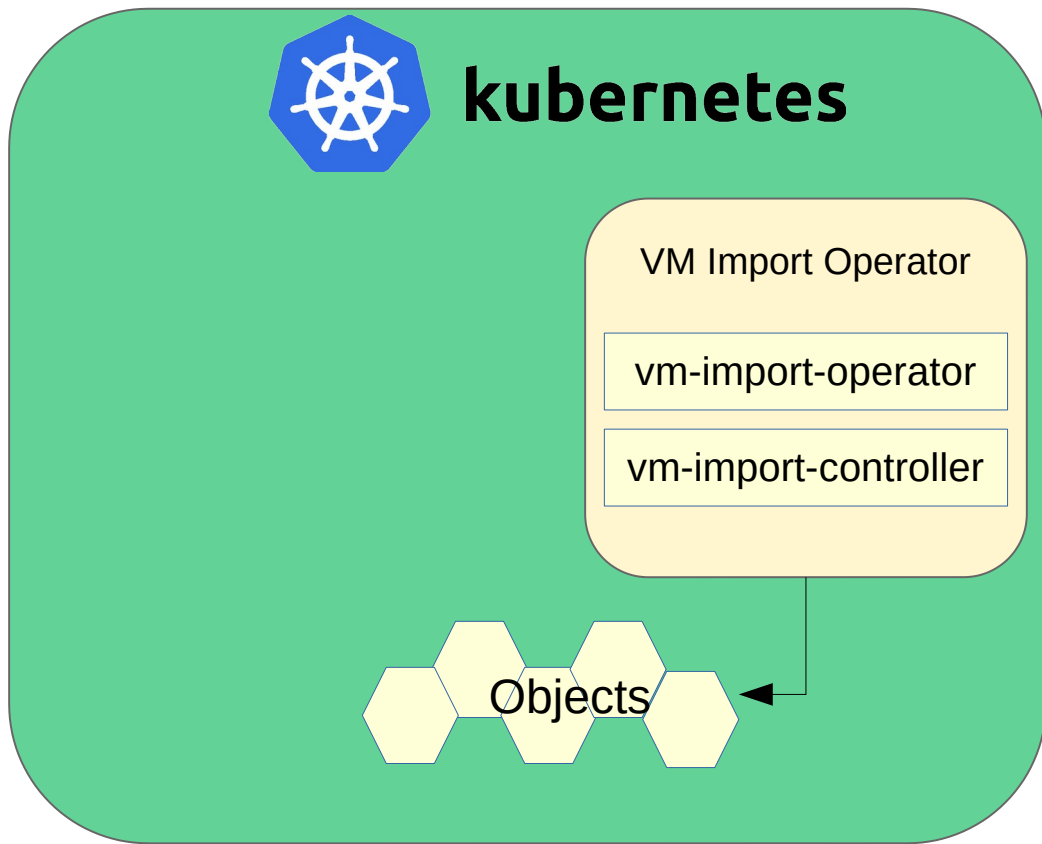 kubernetes
VM Import Operator
vm-import-operator
vm-import-controller
Objects